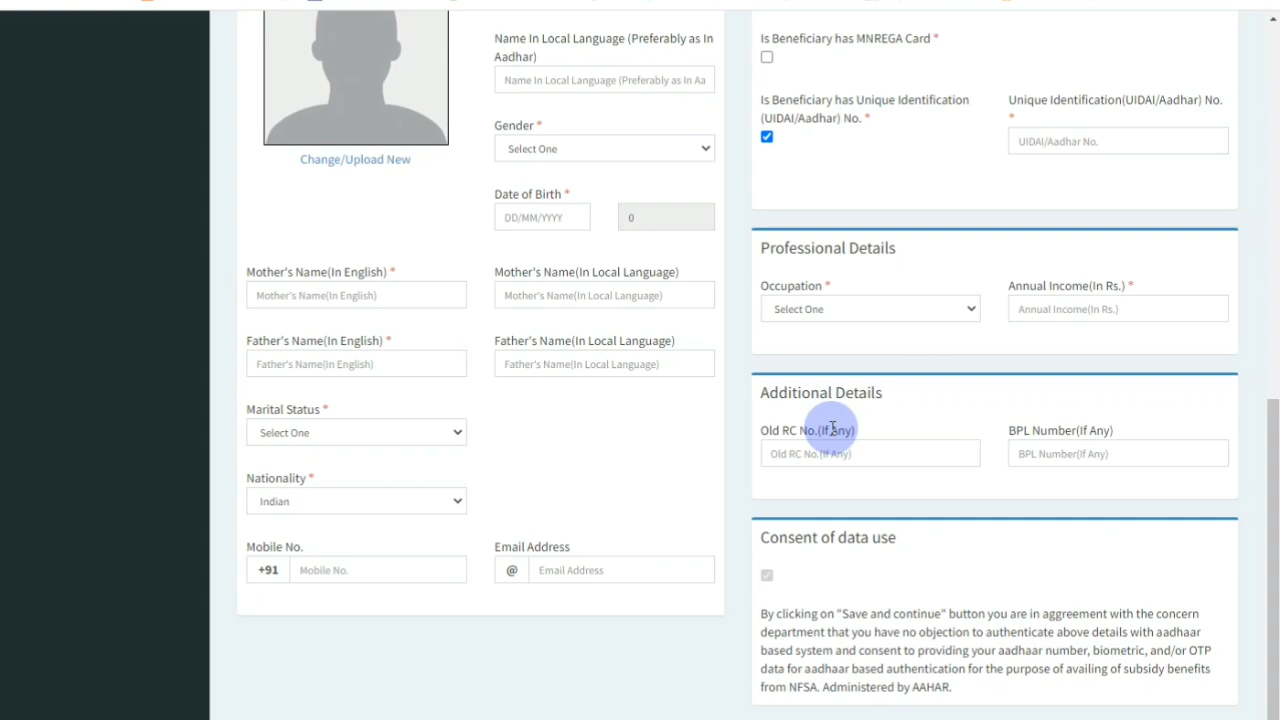 Name In Local Language (Preferably as In
Aadhar)
Name In Local Language (Preferably as In Aa
Gender *
Select One
Change/Upload New
Date of Birth *
DD/MM/YYYY 0
Mother's Name(In English) * Mother's Name(In Local Language)
Mother's Name(In English) Mother's Name(In Local Language)
Father's Name(In English) * Father's Name(In Local Language)
Father's Name(In English) Father's Name(In Local Language)
Marital Status *
Select One
Nationality *
Indian
Mobile No. Email Address
+91 Mobile No. @ Email Address
Is Beneficiary has MNREGA Card *
Is Beneficiary has Unique Identification Unique Identification(UIDAI/Aadhar) No.
(UIDAI/Aadhar) No. * *
UIDAI/Aadhar No.
Professional Details
Occupation * Annual Income(In Rs.) *
Select One Annual Income(In Rs.)
Additional Details
Old RC No.(If Any) BPL Number(If Any)
Old RC No.(If Any) BPL Number(If Any)
Consent of data use
By clicking on "Save and continue" button you are in aggreement with the concern
department that you have no objection to authenticate above details with aadhaar
based system and consent to providing your aadhaar number, biometric, and/or OTP
data for aadhaar based authentication for the purpose of availing of subsidy benefits
from NFSA. Administered by AAHAR.